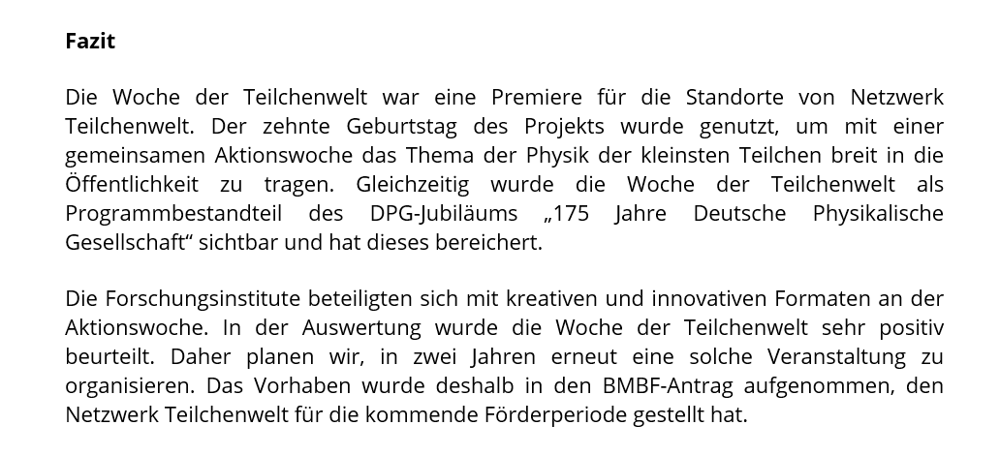 Fazit
Die Woche der Teilchenwelt war eine Premiere für die Standorte von Netzwerk
Teilchenwelt. Der zehnte Geburtstag des Projekts wurde genutzt, um mit einer
gemeinsamen Aktionswoche das Thema der Physik der kleinsten Teilchen breit in die
Öffentlichkeit zu tragen. Gleichzeitig wurde die Woche der Teilchenwelt als
Programmbestandteil des DPG-Jubiläums „175 Jahre Deutsche Physikalische
Gesellschaft“ sichtbar und hat dieses bereichert.
Die Forschungsinstitute beteiligten sich mit kreativen und innovativen Formaten an der
Aktionswoche. In der Auswertung wurde die Woche der Teilchenwelt sehr positiv
beurteilt. Daher planen wir, in zwei Jahren erneut eine solche Veranstaltung zu
organisieren. Das Vorhaben wurde deshalb in den BMBF-Antrag aufgenommen, den
Netzwerk Teilchenwelt für die kommende Förderperiode gestellt hat.